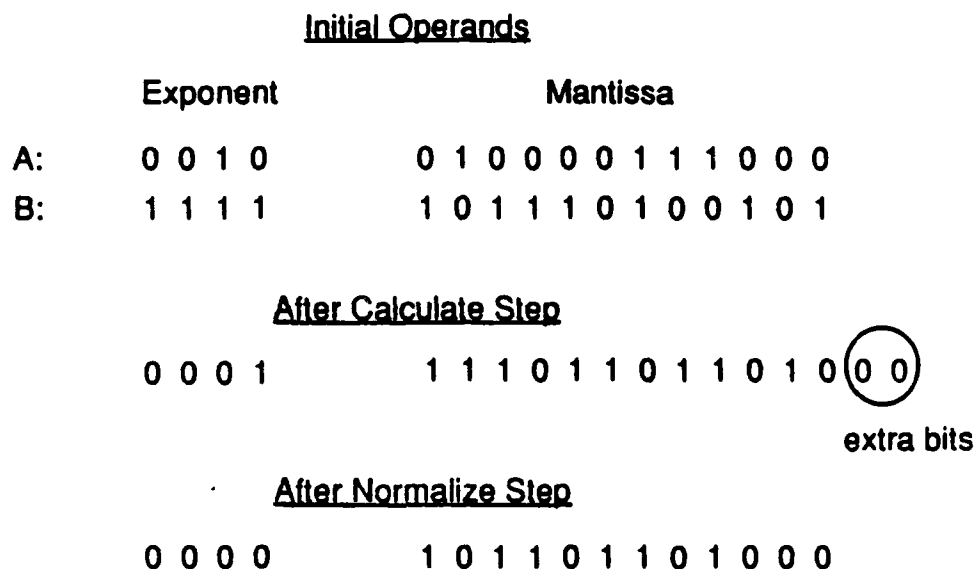 Initial Operands
Exponent Mantissa
A: 0 0 1 0 0 1 0 0 0 0 1 1 1 0 0 0
B: 1 1 1 1 1 0 1 1 1 0 1 0 0 1 0 1
After Calculate Step
0 0 0 1 1 1 1 0 1 1 0 1 1 0 1 0 0 0
extra bits
After Normalize Step
0 0 0 0 1 0 1 1 0 1 1 0 1 0 0 0